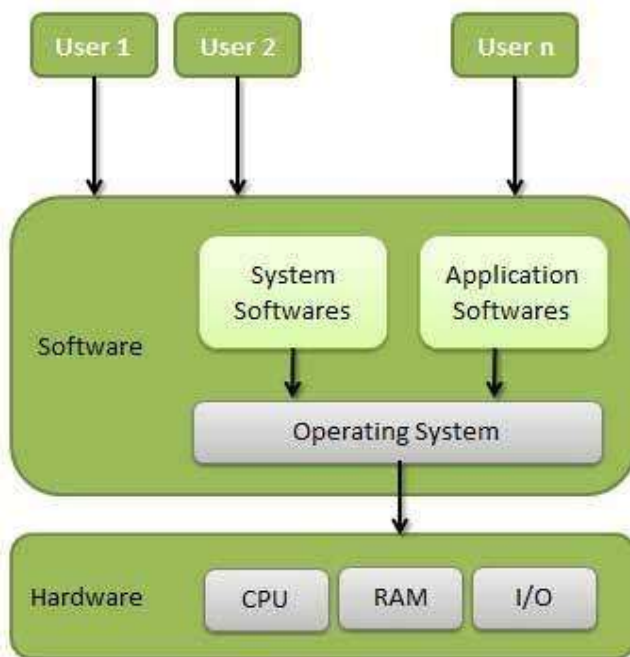 User 1
User 2
User n
System
Softwares
Application
Softwares
Software
Operating System
Hardware
CPU
RAM
I/O